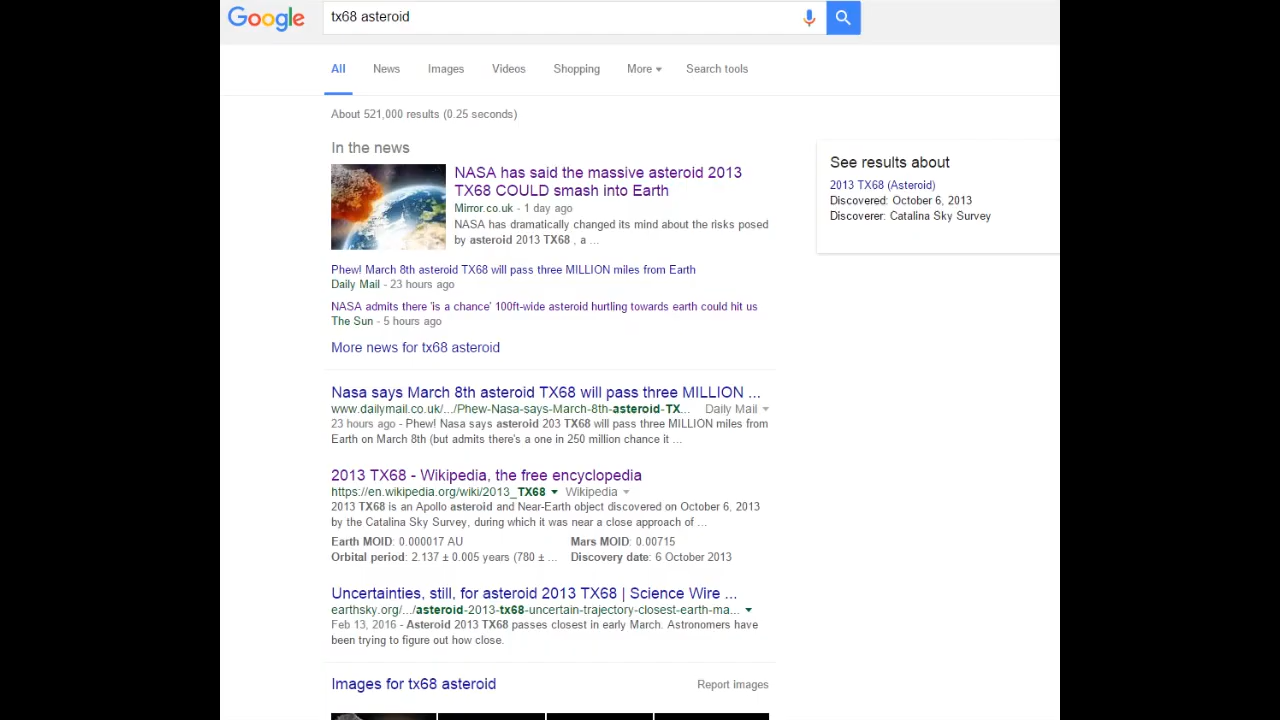 Google
tx68 asteroid
All News Images Videos Shopping More Search tools
About 521,000 results (0.25 seconds)
In the news
NASA has said the massive asteroid 2013
TX68 COULD smash into Earth
Mirror.co.uk - 1 day ago
NASA has dramatically changed its mind about the risks posed
by asteroid 2013 TX68 , a ...
Phew! March 8th asteroid TX68 will pass three MILLION miles from Earth
Daily Mail - 23 hours ago
NASA admits there 'is a chance' 100ft-wide asteroid hurtling towards earth could hit us
The Sun - 5 hours ago
More news for tx68 asteroid
See results about
2013 TX68 (Asteroid)
Discovered: October 6, 2013
Discoverer: Catalina Sky Survey
Nasa says March 8th asteroid TX68 will pass three MILLION ...
www.dailymail.co.uk/.../Phew-Nasa-says-March-8th-asteroid-TX... Daily Mail
23 hours ago - Phew! Nasa says asteroid 203 TX68 will pass three MILLION miles from
Earth on March 8th (but admits there's a one in 250 million chance it ...
2013 TX68 - Wikipedia, the free encyclopedia
https://en.wikipedia.org/wiki/2013_TX68 Wikipedia
2013 TX68 is an Apollo asteroid and Near-Earth object discovered on October 6, 2013
by the Catalina Sky Survey, during which it was near a close approach of ...
Earth MOID: 0.000017 AU Mars MOID: 0.00715
Orbital period: 2.137 ± 0.005 years (780 ± ... Discovery date: 6 October 2013
Uncertainties, still, for asteroid 2013 TX68 | Science Wire ...
earthsky.org/.../asteroid-2013-tx68-uncertain-trajectory-closest-earth-ma...
Feb 13, 2016 - Asteroid 2013 TX68 passes closest in early March. Astronomers have
been trying to figure out how close.
Images for tx68 asteroid Report images